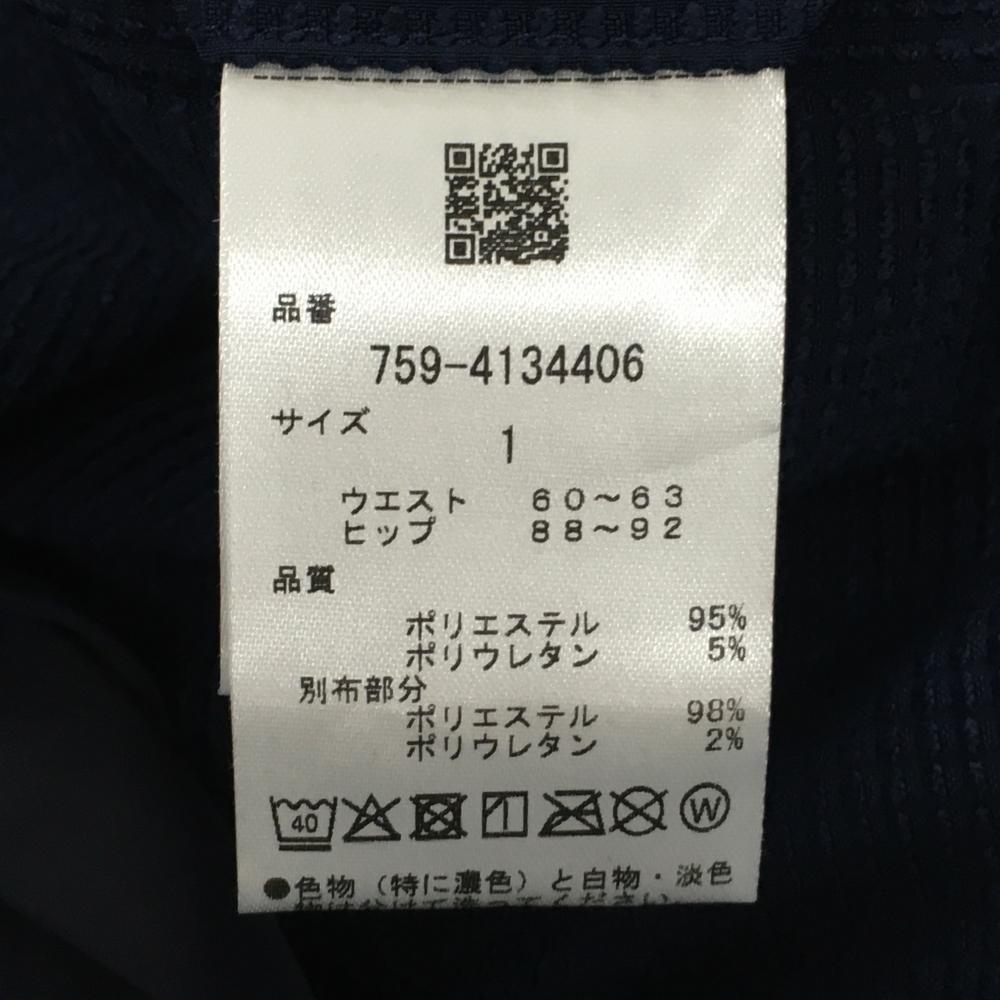 品番
759-4134406
サイズ
1
ウエスト 60~63
ヒップ 88~92
品質
ポリエステル 95%
ポリウレタン 5%
別布部分
ポリエステル 98%
ポリウレタン 2%
40 W
●色物(特に濃色)と白物・淡色